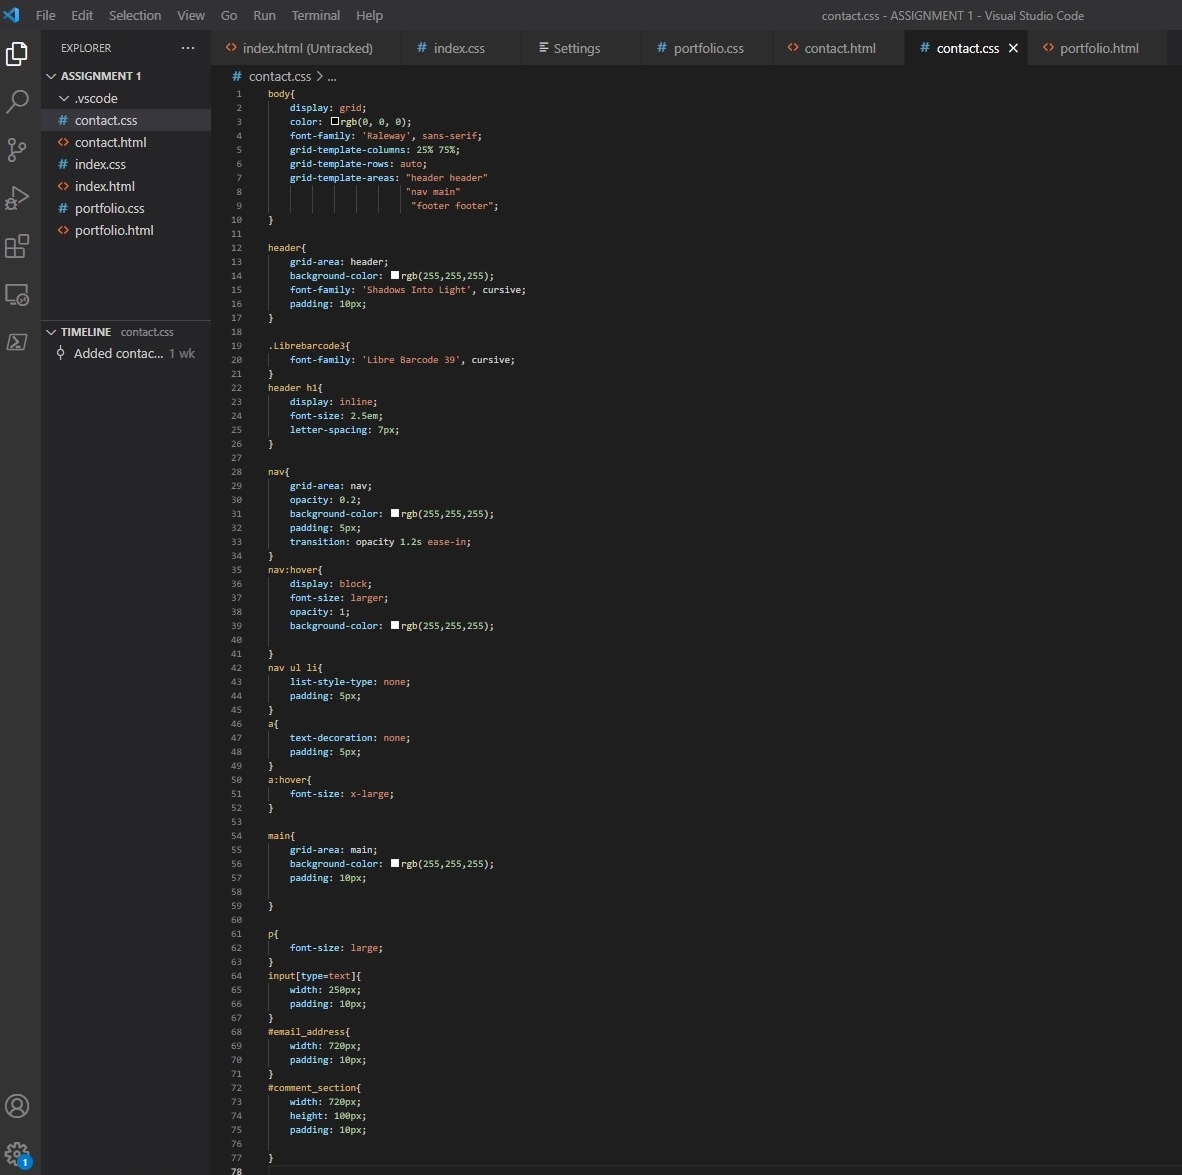 File Edit Selection View Go Run Terminal Help contact.css - ASSIGNMENT 1 - Visual Studio Code
EXPLORER ...
index.html (Untracked) # index.css Settings # portfolio.css <> contact.html # contact.css × <> portfolio.html
ASSIGNMENT 1
.vscode
# contact.css
<> contact.html
# index.css
<> index.html
# portfolio.css
<> portfolio.html
TIMELINE contact.css
Added contac... 1 wk
1
# contact.css > ...
1 body{
2 display: grid;
3 color: rgb(0, 0, 0);
4 font-family: 'Raleway', sans-serif;
5 grid-template-columns: 25% 75%;
6 grid-template-rows: auto;
7 grid-template-areas: "header header"
8 "nav main"
9 "footer footer";
10 }
11
12 header{
13 grid-area: header;
14 background-color: rgb(255,255,255);
15 font-family: 'Shadows Into Light', cursive;
16 padding: 10px;
17 }
18
19 .Librebarcode3{
20 font-family: 'Libre Barcode 39', cursive;
21 }
22 header h1{
23 display: inline;
24 font-size: 2.5em;
25 letter-spacing: 7px;
26 }
27
28 nav{
29 grid-area: nav;
30 opacity: 0.2;
31 background-color: rgb(255,255,255);
32 padding: 5px;
33 transition: opacity 1.2s ease-in;
34 }
35 nav:hover{
36 display: block;
37 font-size: larger;
38 opacity: 1;
39 background-color: rgb(255,255,255);
40
41 }
42 nav ul li{
43 list-style-type: none;
44 padding: 5px;
45 }
46 a{
47 text-decoration: none;
48 padding: 5px;
49 }
50 a:hover{
51 font-size: x-large;
52 }
53
54 main{
55 grid-area: main;
56 background-color: rgb(255,255,255);
57 padding: 10px;
58
59 }
60
61 p{
62 font-size: large;
63 }
64 input[type=text]{
65 width: 250px;
66 padding: 10px;
67 }
68 #email_address{
69 width: 720px;
70 padding: 10px;
71 }
72 #comment_section{
73 width: 720px;
74 height: 100px;
75 padding: 10px;
76
77 }
78